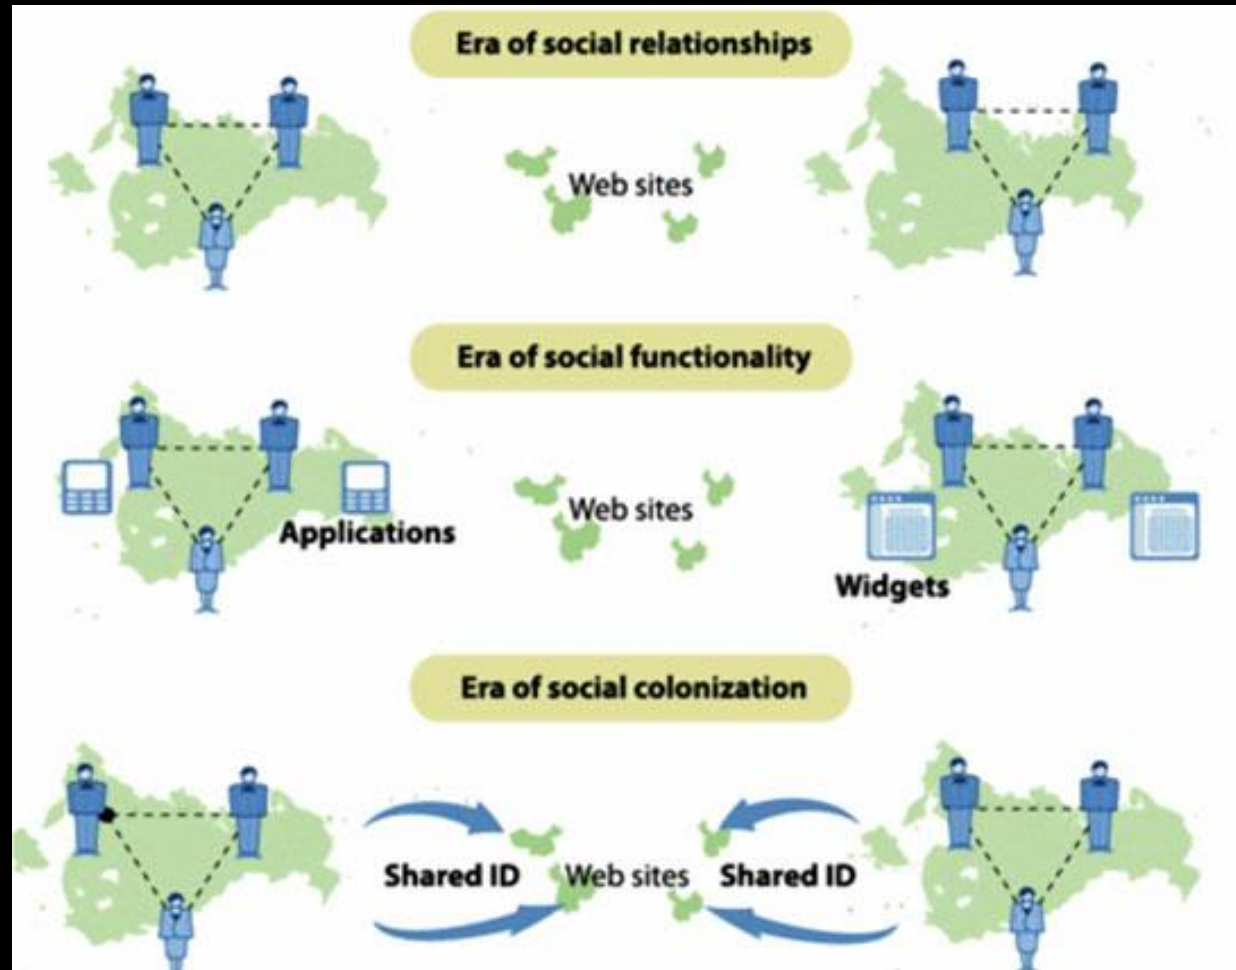 Era of social relationships
Web sites
Era of social functionality
Web sites
Applications
Widgets
Era of social colonization
Shared ID Web sites Shared ID